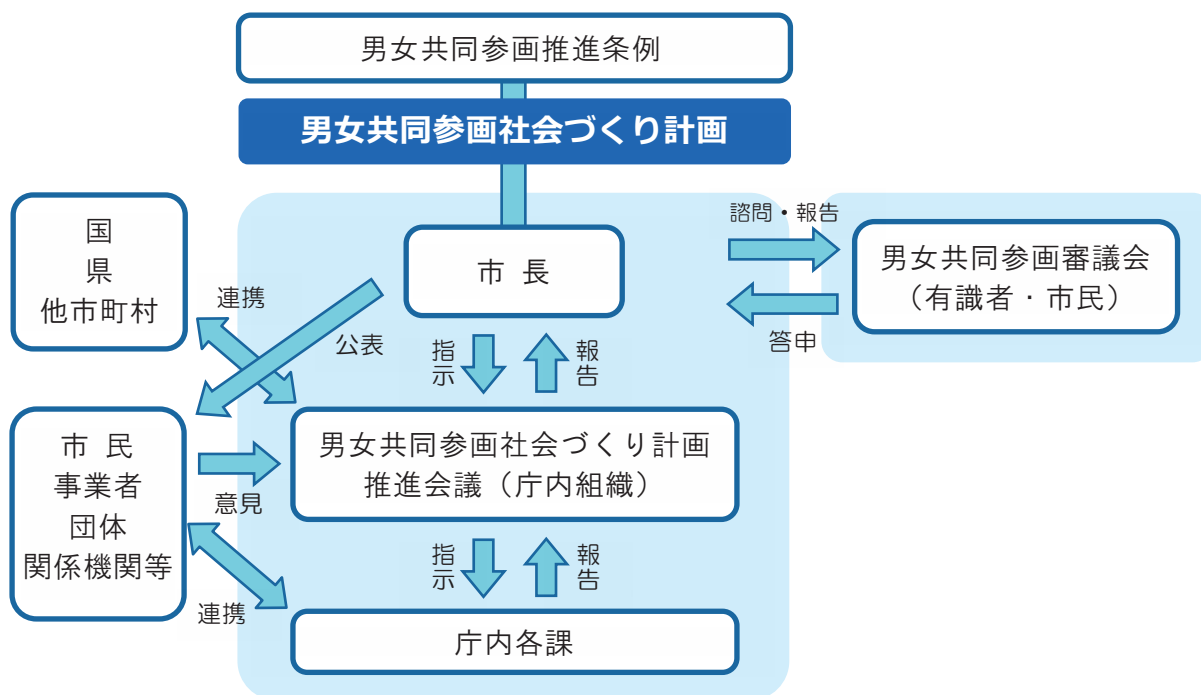 男女共同参画推進条例
男女共同参画社会づくり計画
国
県
他市町村
市 長
諮問・報告
男女共同参画審議会
（有識者・市民）
答申
連携
公表
指示
報告
市 民
事業者
団体
関係機関等
意見
男女共同参画社会づくり計画
推進会議（庁内組織）
連携
指示
報告
庁内各課